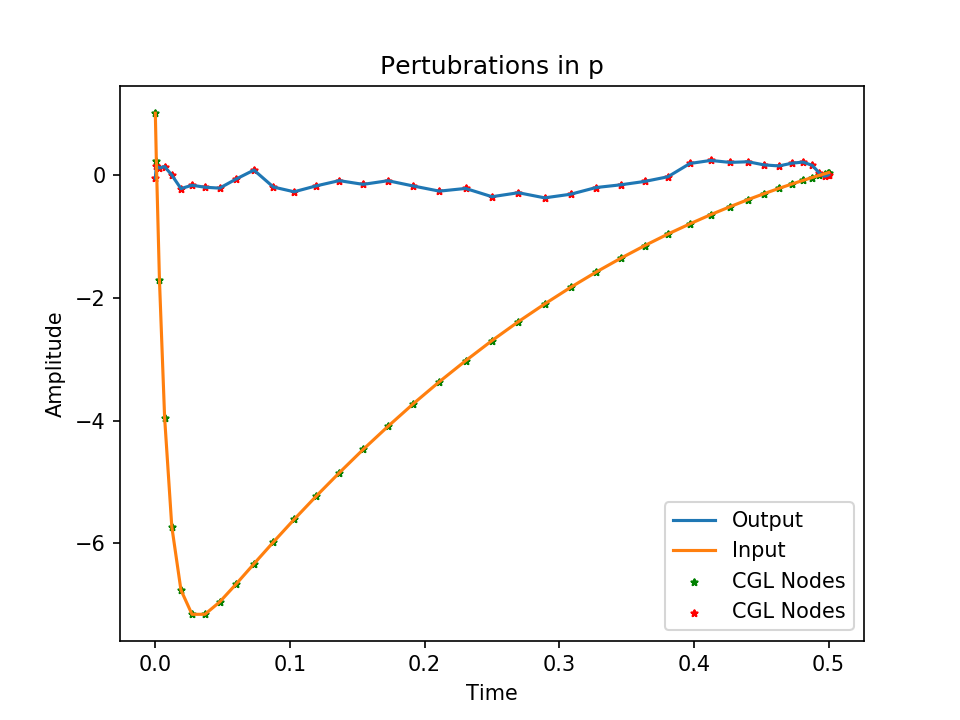 Pertubrations in p
Amplitude
0
−2
−4
−6
0.0 0.1 0.2 0.3 0.4 0.5
Time
Output
Input
CGL Nodes
CGL Nodes